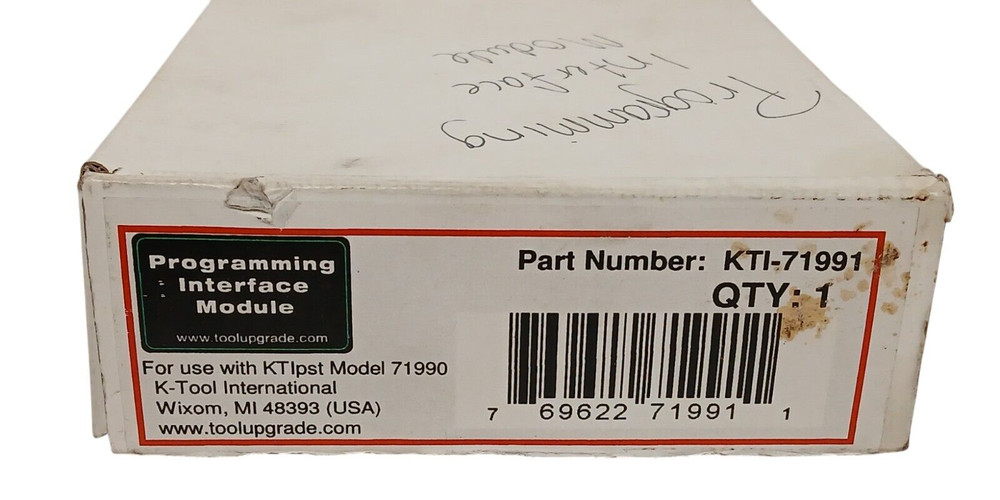 Programming
Interface
Module
Programming
Interface
Module
www.toolupgrade.com
For use with KTIpst Model 71990
K-Tool International
Wixom, MI 48393 (USA)
www.toolupgrade.com
Part Number: KTI-71991
QTY: 1
7 69622 71991 1